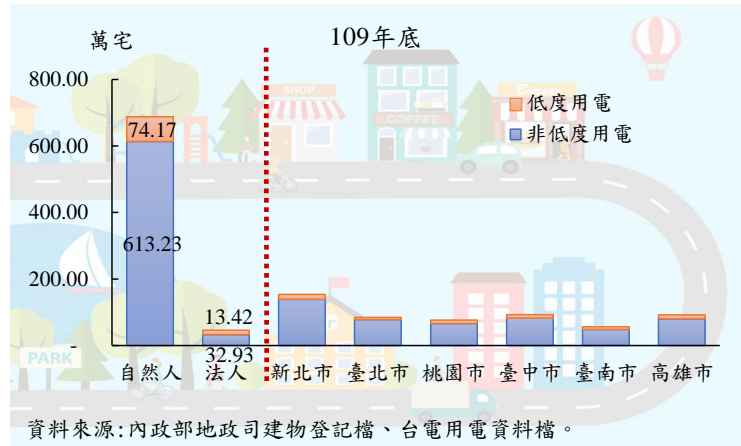 萬宅
109年底
800.00
600.00
400.00
200.00
-
低度用電
非低度用電
74.17
613.23
13.42
32.93
自然人
法人
新北市
臺北市
桃園市
臺中市
臺南市
高雄市
SHOP
COFFEE
PARK
資料來源:內政部地政司建物登記檔、台電用電資料檔。